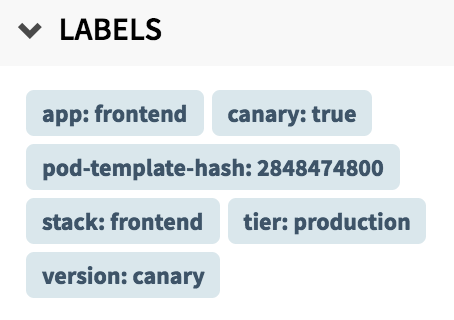 LABELS
app: frontend canary: true
pod-template-hash: 2848474800
stack: frontend tier: production
version: canary